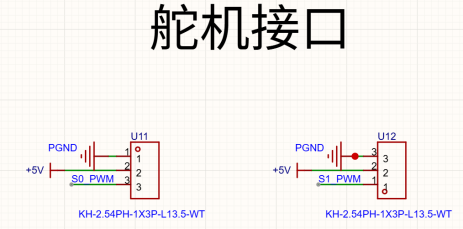 舵机接口
U11 U12
PGND 1 1 PGND 3 3
+5V 2 2 +5V 2 2
S0_PWM 3 3 S1_PWM 1 1
KH-2.54PH-1X3P-L13.5-WT KH-2.54PH-1X3P-L13.5-WT